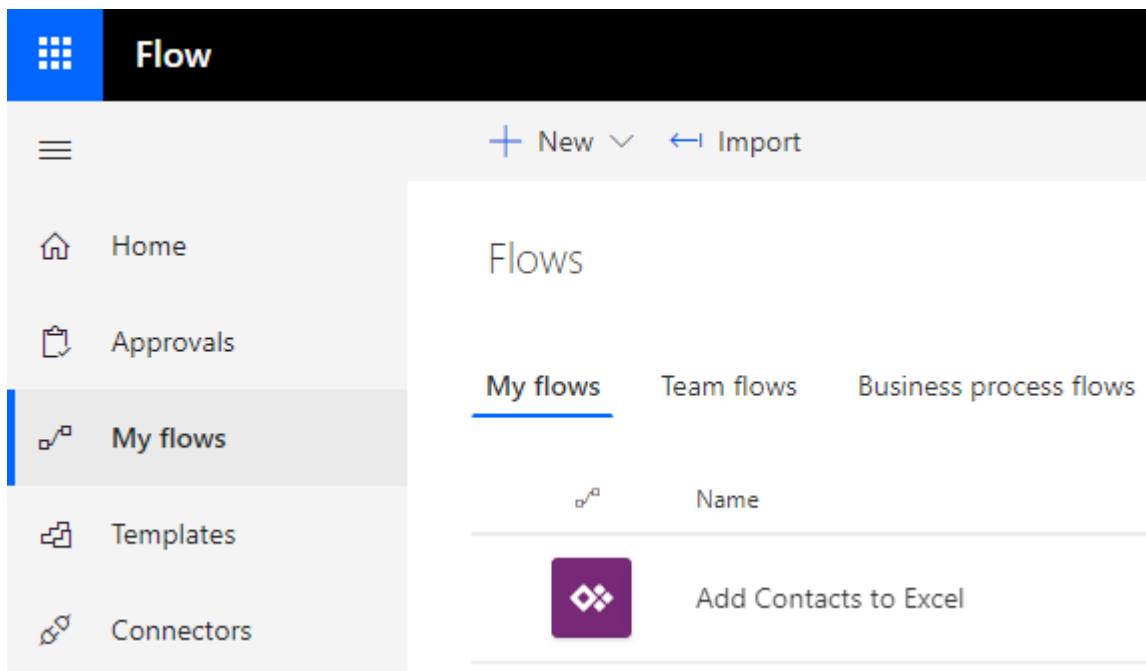 Flow
New Import
Home
Approvals
My flows
Templates
Connectors
Flows
My flows Team flows Business process flows
Name
Add Contacts to Excel